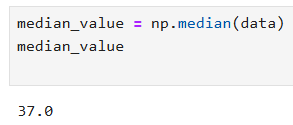 median_value = np.median(data)
median_value
37.0